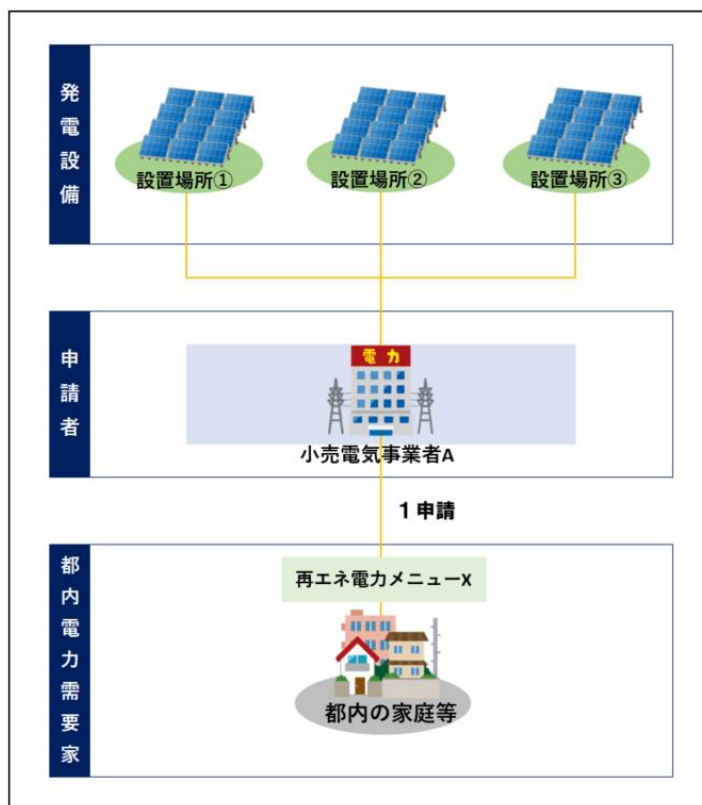 発電設備
設置場所①
設置場所②
設置場所③
申請者
電力
小売電気事業者A
1申請
都内電力需要家
再エネ電力メニューX
都内の家庭等